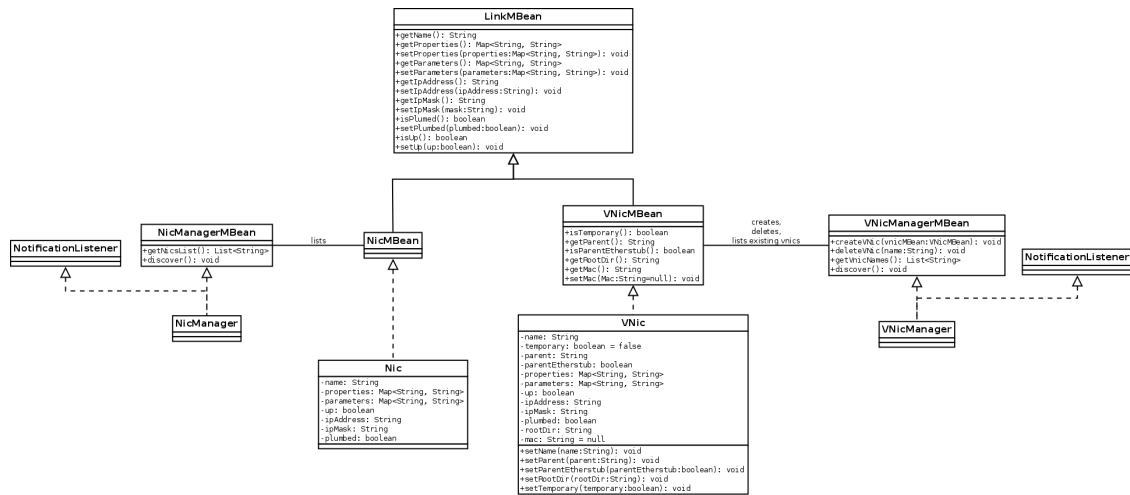 LinkMBean
+getName(): String
+getProperties(): Map<String, String>
+setProperties(properties:Map<String, String>): void
+getParameters(): Map<String, String>
+setParameters(parameters:Map<String, String>): void
+getIpAddress(): String
+setIpAddress(ipAddress:String): void
+getIpMask(): String
+setIpMask(mask:String): void
+isPlumed(): boolean
+setPlumbed(plumbed:boolean): void
+isUp(): boolean
+setUp(up:boolean): void
NotificationListener
NicManagerMBean
+getNicsList(): List<String>
+discover(): void
lists
NicMBean
VNicMBean
+isTemporary(): boolean
+getParent(): String
+isParentEtherstub(): boolean
+getRootDir(): String
+getMac(): String
+setMac(Mac:String=null): void
creates,
deletes,
lists existing vnics
VNicManagerMBean
+createVNic(vnicMBean:VNicMBean): void
+deleteVNic(name:String): void
+getVnicNames(): List<String>
+discover(): void
NotificationListener
NicManager
VNicManager
Nic
-name: String
-properties: Map<String, String>
-parameters: Map<String, String>
-up: boolean
-ipAddress: String
-ipMask: String
-plumbed: boolean
VNic
-name: String
-temporary: boolean = false
-parent: String
-parentEtherstub: boolean
-properties: Map<String, String>
-parameters: Map<String, String>
-up: boolean
-ipAddress: String
-ipMask: String
-plumbed: boolean
-rootDir: String
-mac: String = null
+setName(name:String): void
+setParent(parent:String): void
+setParentEtherstub(parentEtherstub:boolean): void
+setRootDir(rootDir:String): void
+setTemporary(temporary:boolean): void